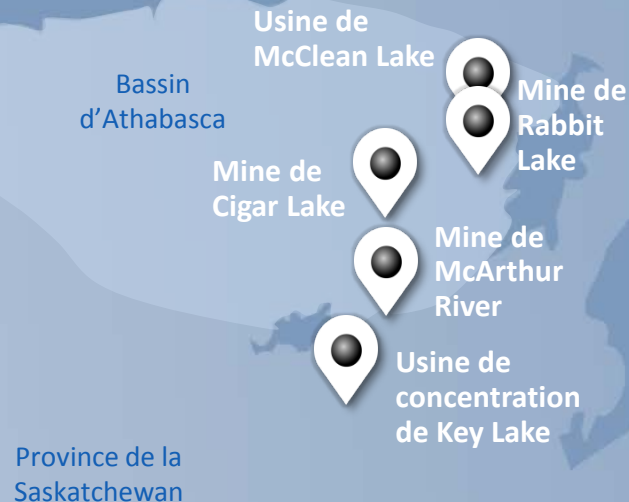 Usine de
McClean Lake
Bassin
d’Athabasca
Mine de
Rabbit
Lake
Mine de
Cigar Lake
Mine de
McArthur
River
Usine de
concentration
de Key Lake
Province de la
Saskatchewan